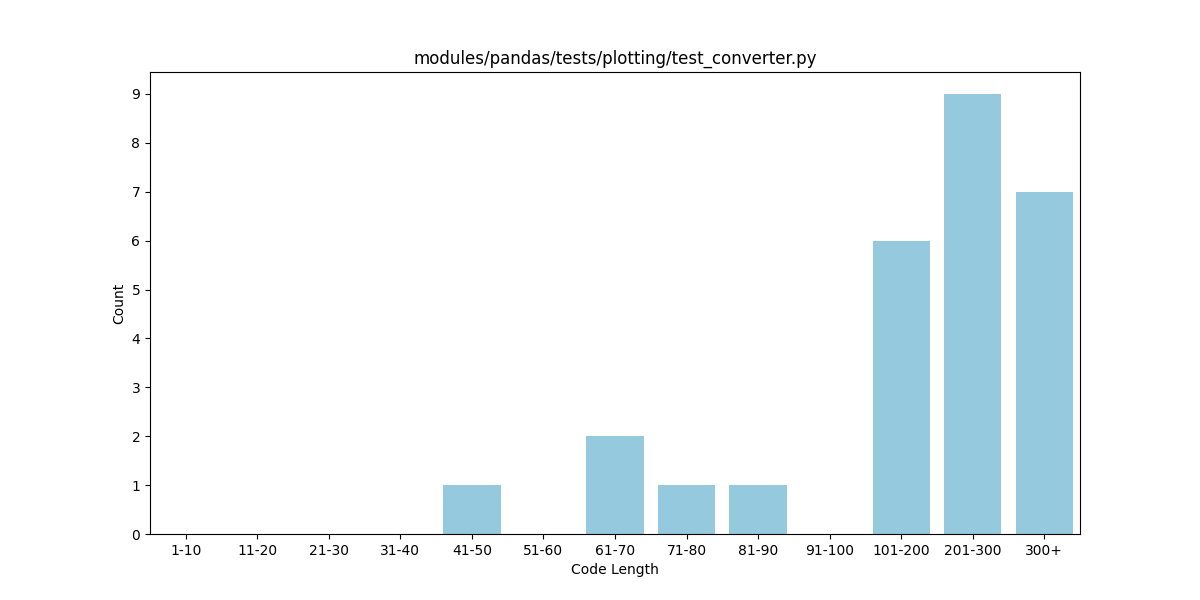 modules/pandas/tests/plotting/test_converter.py
9
8
7
6
5
4
3
2
1
0
Count
1-10 11-20 21-30 31-40 41-50 51-60 61-70 71-80 81-90 91-100 101-200 201-300 300+
Code Length